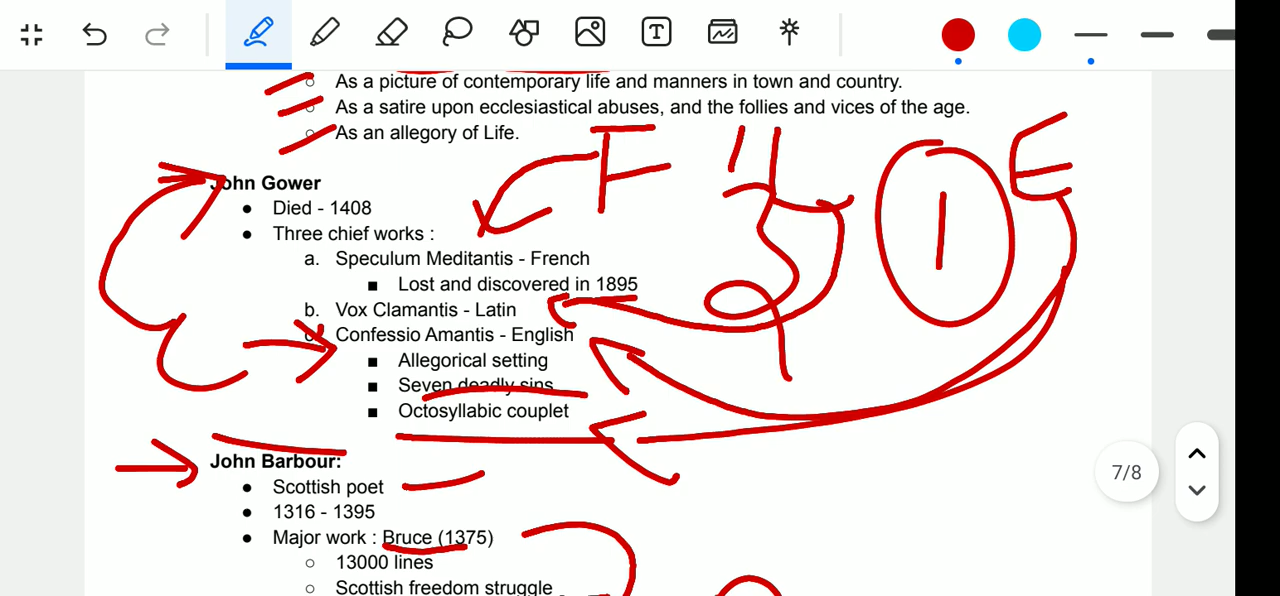 As a picture of contemporary life and manners in town and country.
As a satire upon ecclesiastical abuses, and the follies and vices of the age.
As an allegory of Life.
John Gower
Died - 1408
Three chief works :
a. Speculum Meditantis - French
Lost and discovered in 1895
b. Vox Clamantis - Latin
c. Confessio Amantis - English
Allegorical setting
Seven deadly sins
Octosyllabic couplet
John Barbour:
Scottish poet
1316 - 1395
Major work : Bruce (1375)
13000 lines
Scottish freedom struggle
F
1
E
7/8
T